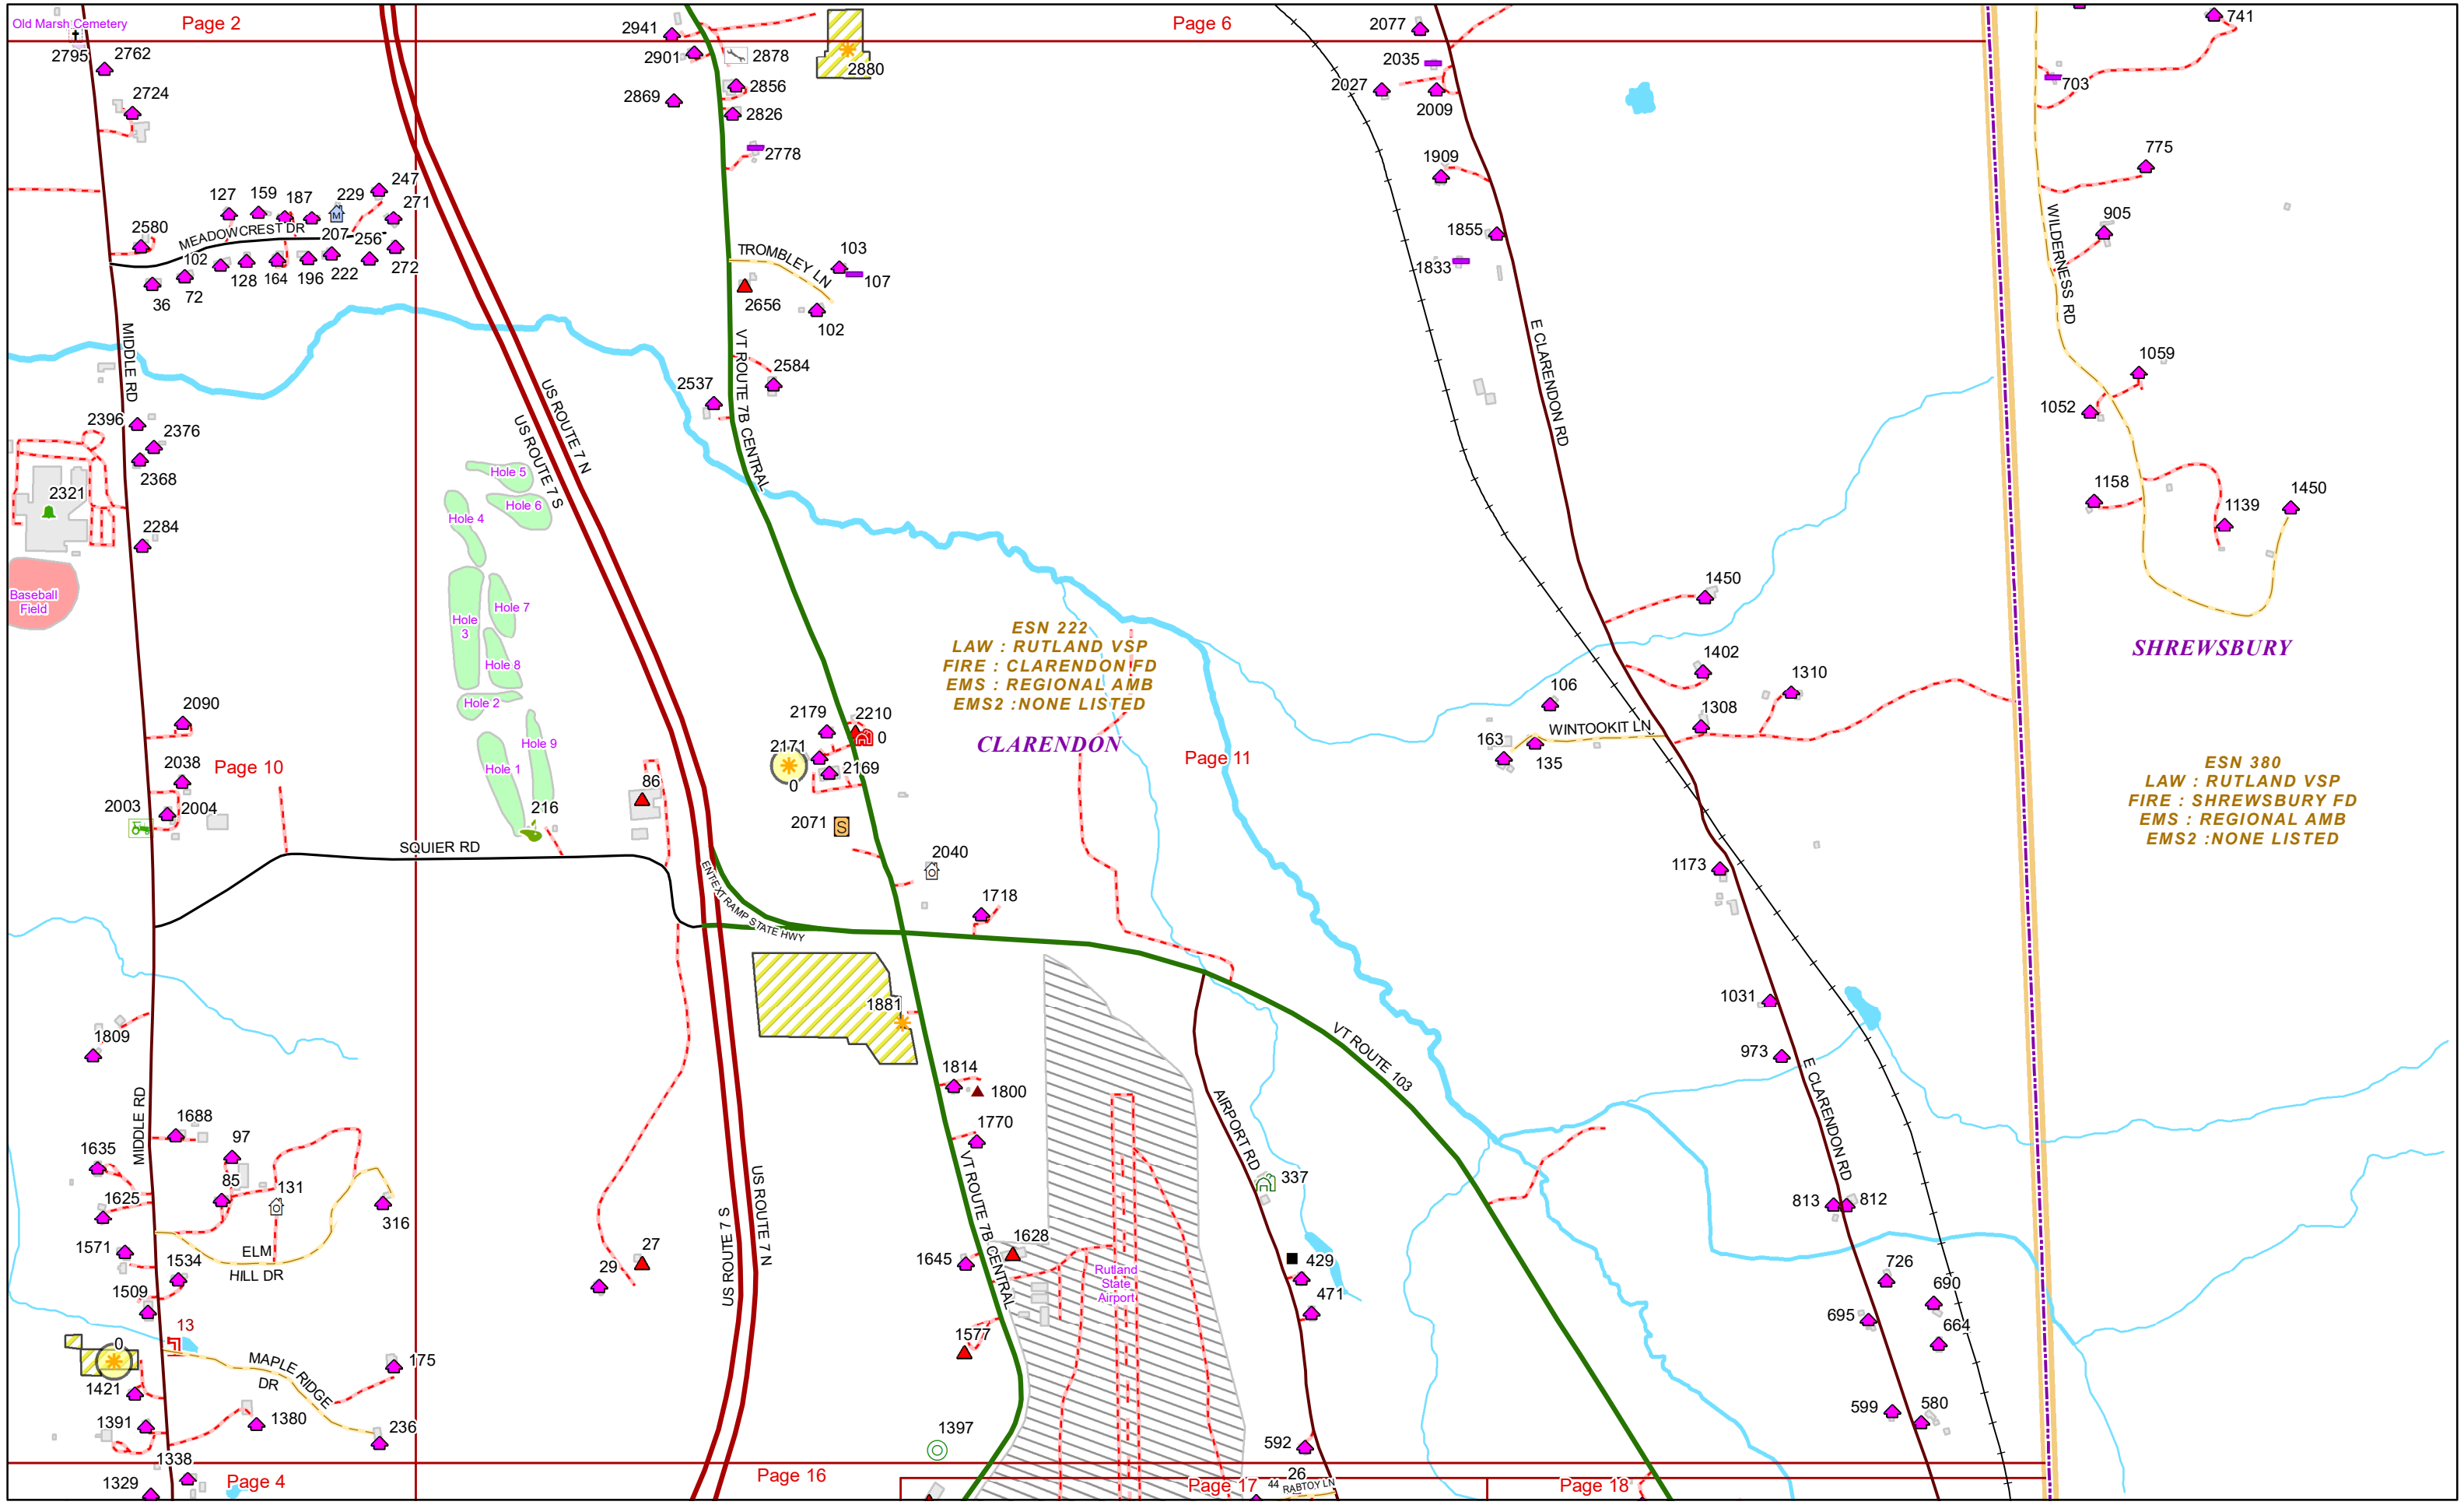 Old Marsh Cemetery
Page 2
2941
Page 6
2077
741
2795
2762
2901
2878
2880
2035
703
2724
2869
2856
2826
2027
2009
2778
1909
775
127
159
187
229
247
271
2580
MEADOWCREST DR
207
256
102
128
164
196
222
272
36
72
TROMBLEY LN
103
107
2656
102
1855
1833
905
WILDERNESS RD
MIDDLE RD
VT ROUTE 7B CENTRAL
E CLARENDON RD
2584
2537
1059
1052
US ROUTE 7 N
US ROUTE 7 S
2396
2376
2368
2321
2284
Hole 5
Hole 6
Hole 4
1158
1139
1450
Baseball
Field
Hole 7
Hole
3
Hole 8
Hole 2
Hole 9
Hole 1
216
1450
ESN 222
LAW : RUTLAND VSP
FIRE : CLARENDON FD
EMS : REGIONAL AMB
EMS2 :NONE LISTED
CLARENDON
Page 11
SHREWSBURY
ESN 380
LAW : RUTLAND VSP
FIRE : SHREWSBURY FD
EMS : REGIONAL AMB
EMS2 :NONE LISTED
1402
1310
106
1308
WINTOOKIT LN
163
135
2090
Page 10
2038
2003
2004
86
2179
2210
0
2171
2169
0
2071
2040
1718
1173
SQUIER RD
ENT/EXT RAMP STATE HWY
1881
1031
973
VT ROUTE 103
1809
MIDDLE RD
1814
1800
1770
1688
97
1635
85
131
1625
316
1571
ELM
HILL DR
1534
1509
27
29
US ROUTE 7 S
US ROUTE 7 N
VT ROUTE 7B CENTRAL
1628
1645
Rutland
State
Airport
AIRPORT RD
337
429
471
E CLARENDON RD
813
812
726
690
695
664
13
0
1421
MAPLE RIDGE
DR
175
1577
1391
1380
236
1397
592
599
580
1338
1329
Page 4
Page 16
Page 17
44
26
RABTOY LN
Page 18